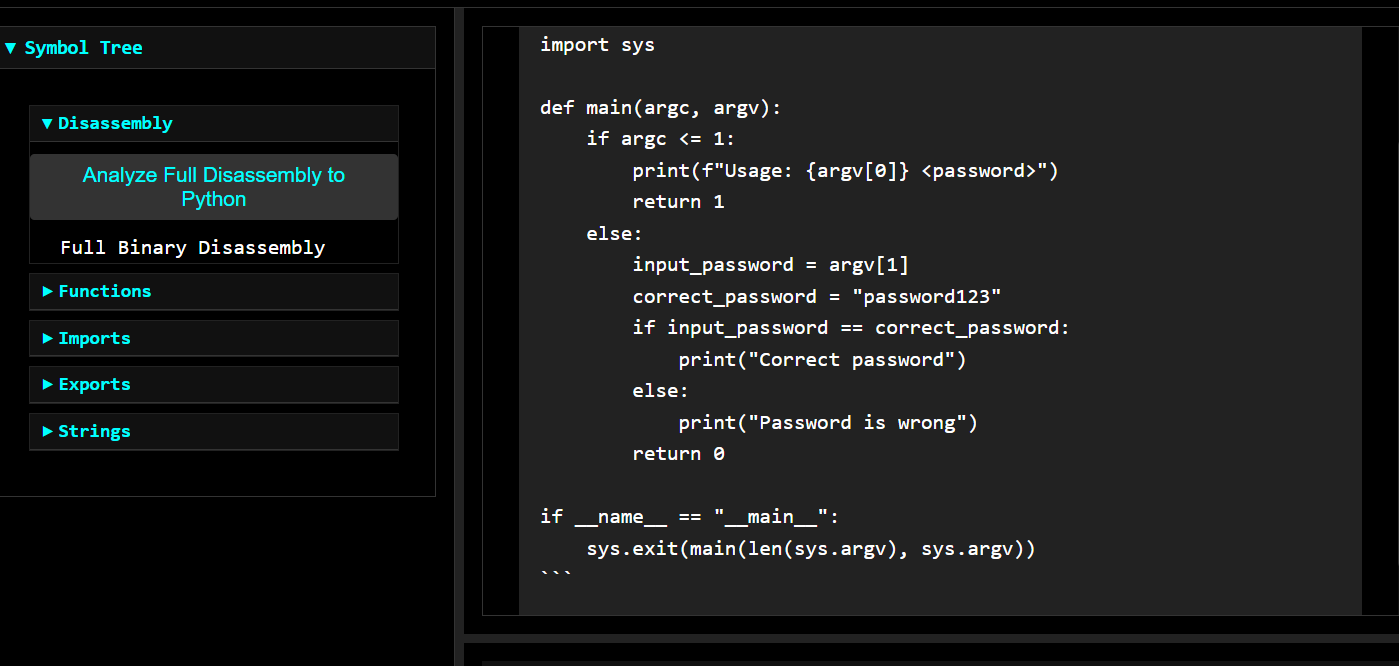 ▼ Symbol Tree
▼ Disassembly
Analyze Full Disassembly to
Python
Full Binary Disassembly
▶ Functions
▶ Imports
▶ Exports
▶ Strings
import sys

def main(argc, argv):
    if argc <= 1:
        print(f"Usage: {argv[0]} <password>")
        return 1
    else:
        input_password = argv[1]
        correct_password = "password123"
        if input_password == correct_password:
            print("Correct password")
        else:
            print("Password is wrong")
        return 0

if __name__ == "__main__":
    sys.exit(main(len(sys.argv), sys.argv))
```